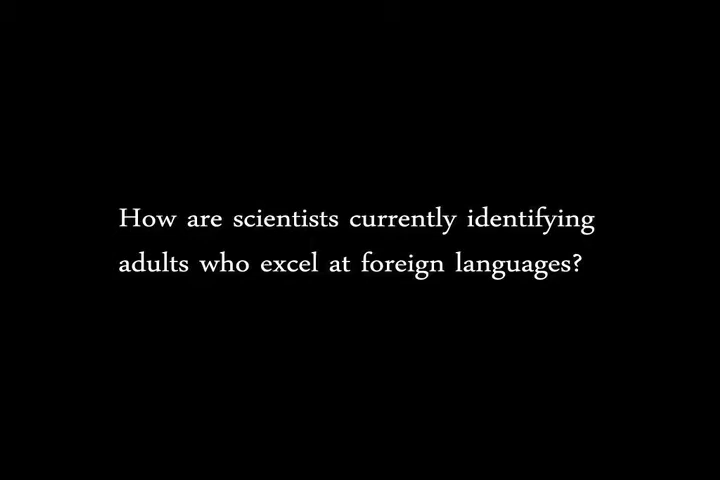 How are scientists currently identifying
adults who excel at foreign languages?